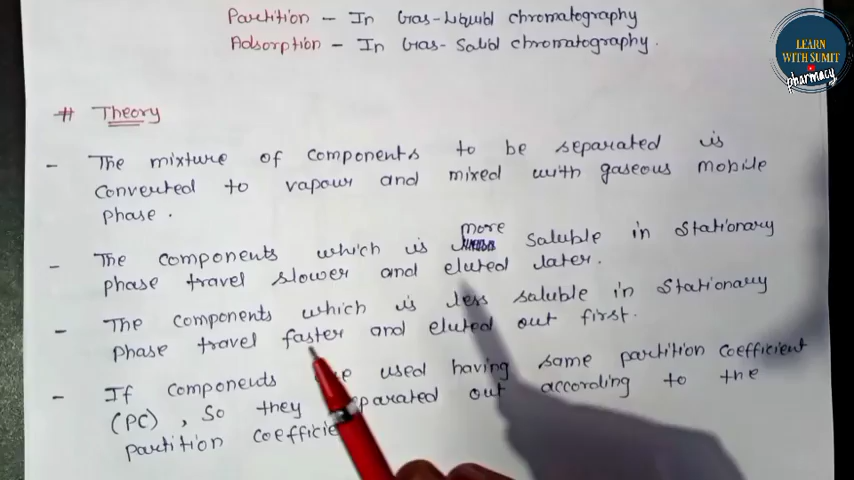 Partition - In Gas-Liquid chromatography
Adsorption - In Gas-Solid chromatography.
LEARN
WITH SUMIT
pharmacy
# Theory
- The mixture of components to be separated is
converted to vapour and mixed with gaseous mobile
phase.
- The components which is more saluble in stationary
phase travel slower and eluted later.
- The components which is less saluble in stationary
phase travel faster and eluted out first.
- If components used having same partition coefficient
(PC), so they out according to the
partition